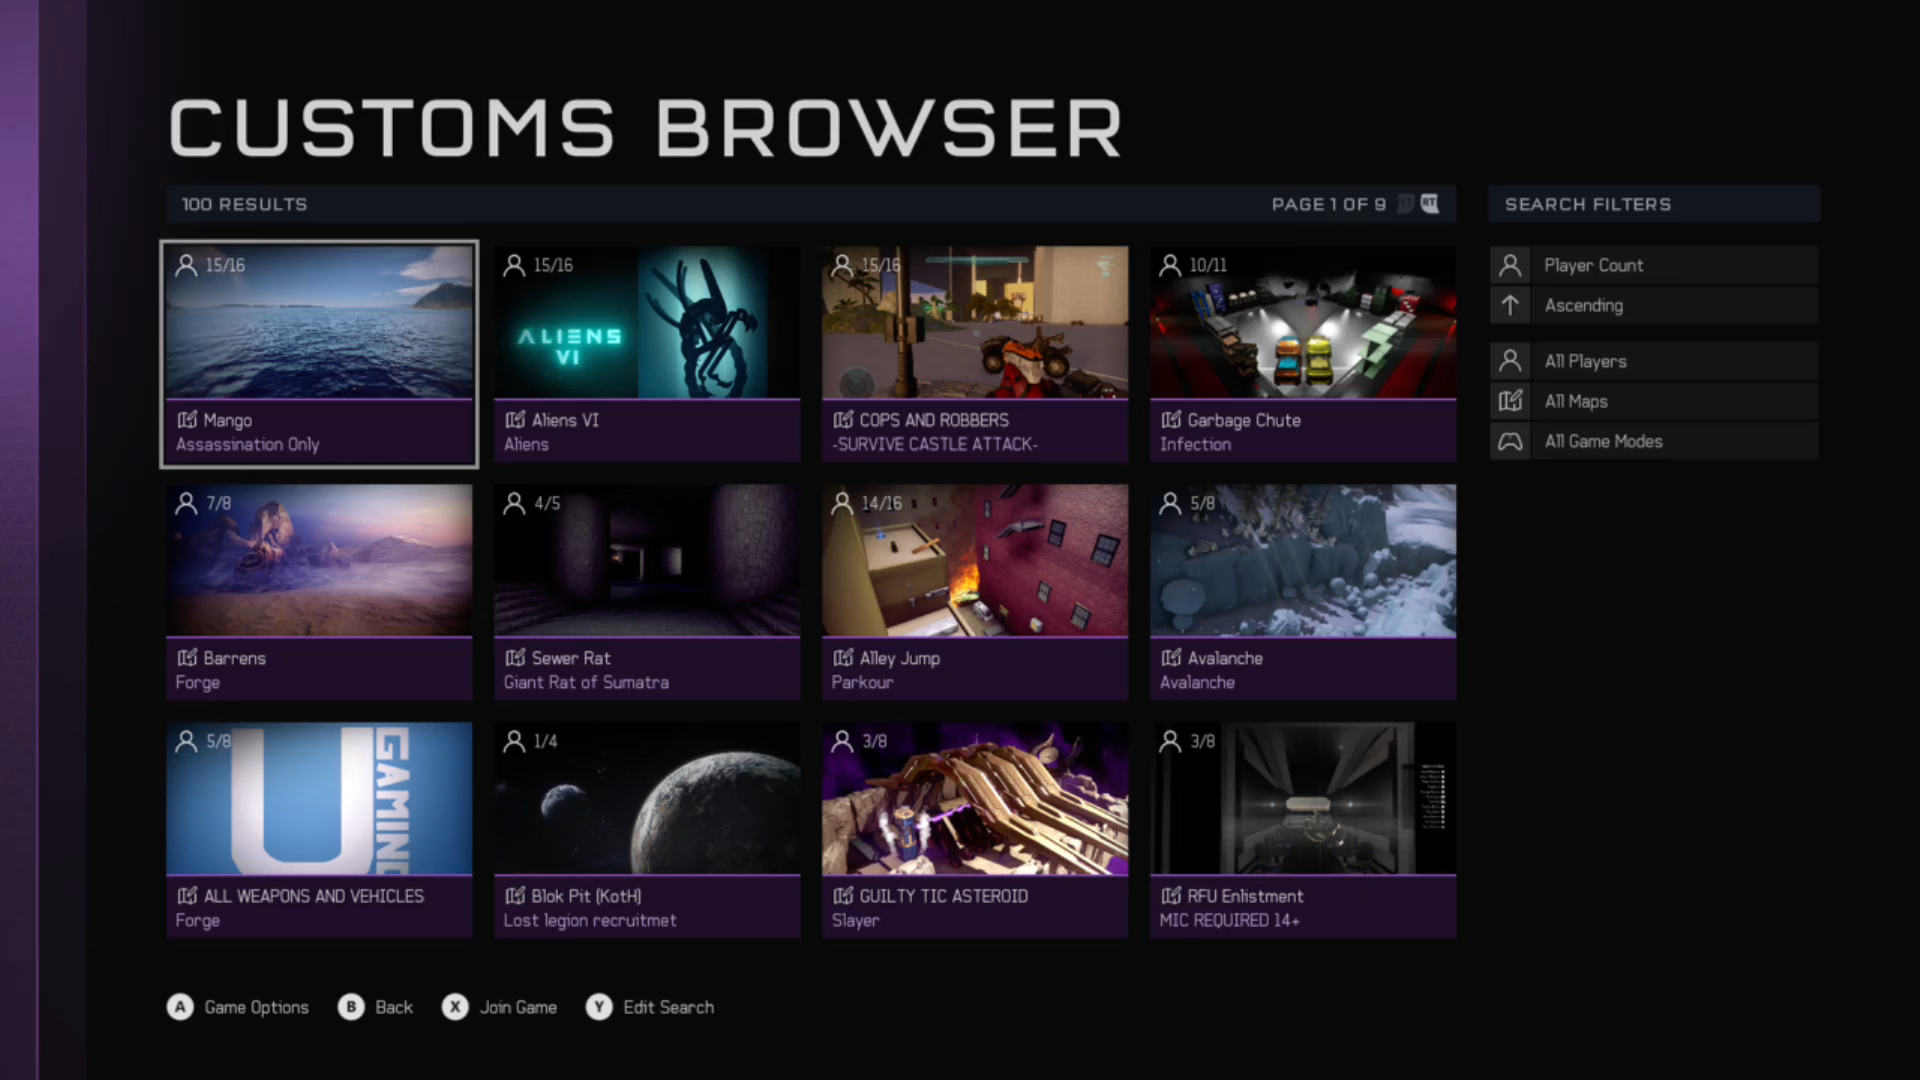 CUSTOMS BROWSER
100 RESULTS
PAGE 1 OF 9
RT
SEARCH FILTERS
15/16
Mango
Assassination Only
15/16
ALIENS
VI
Aliens VI
Aliens
15/16
COPS AND ROBBERS
-SURVIVE CASTLE ATTACK-
10/11
Garbage Chute
Infection
Player Count
Ascending
All Players
All Maps
All Game Modes
7/8
Barrens
Forge
4/5
Sewer Rat
Giant Rat of Sumatra
14/16
Alley Jump
Parkour
5/8
Avalanche
Avalanche
5/8
U
GAMING
ALL WEAPONS AND VEHICLES
Forge
1/4
Blok Pit (KotH)
Lost legion recruitmet
3/8
GUILTY TIC ASTEROID
Slayer
3/8
RFU Enlistment
MIC REQUIRED 14+
A Game Options
B Back
X Join Game
Y Edit Search